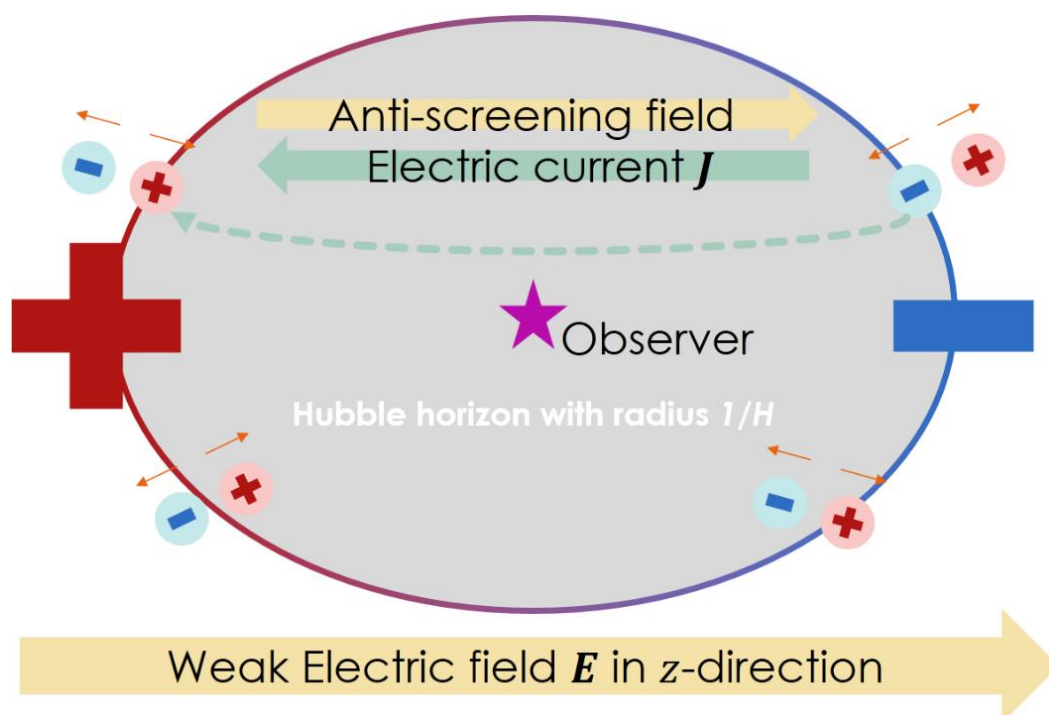 Anti-screening field
Electric current J
Observer
Hubble horizon with radius 1/H
Weak Electric field E in z-direction